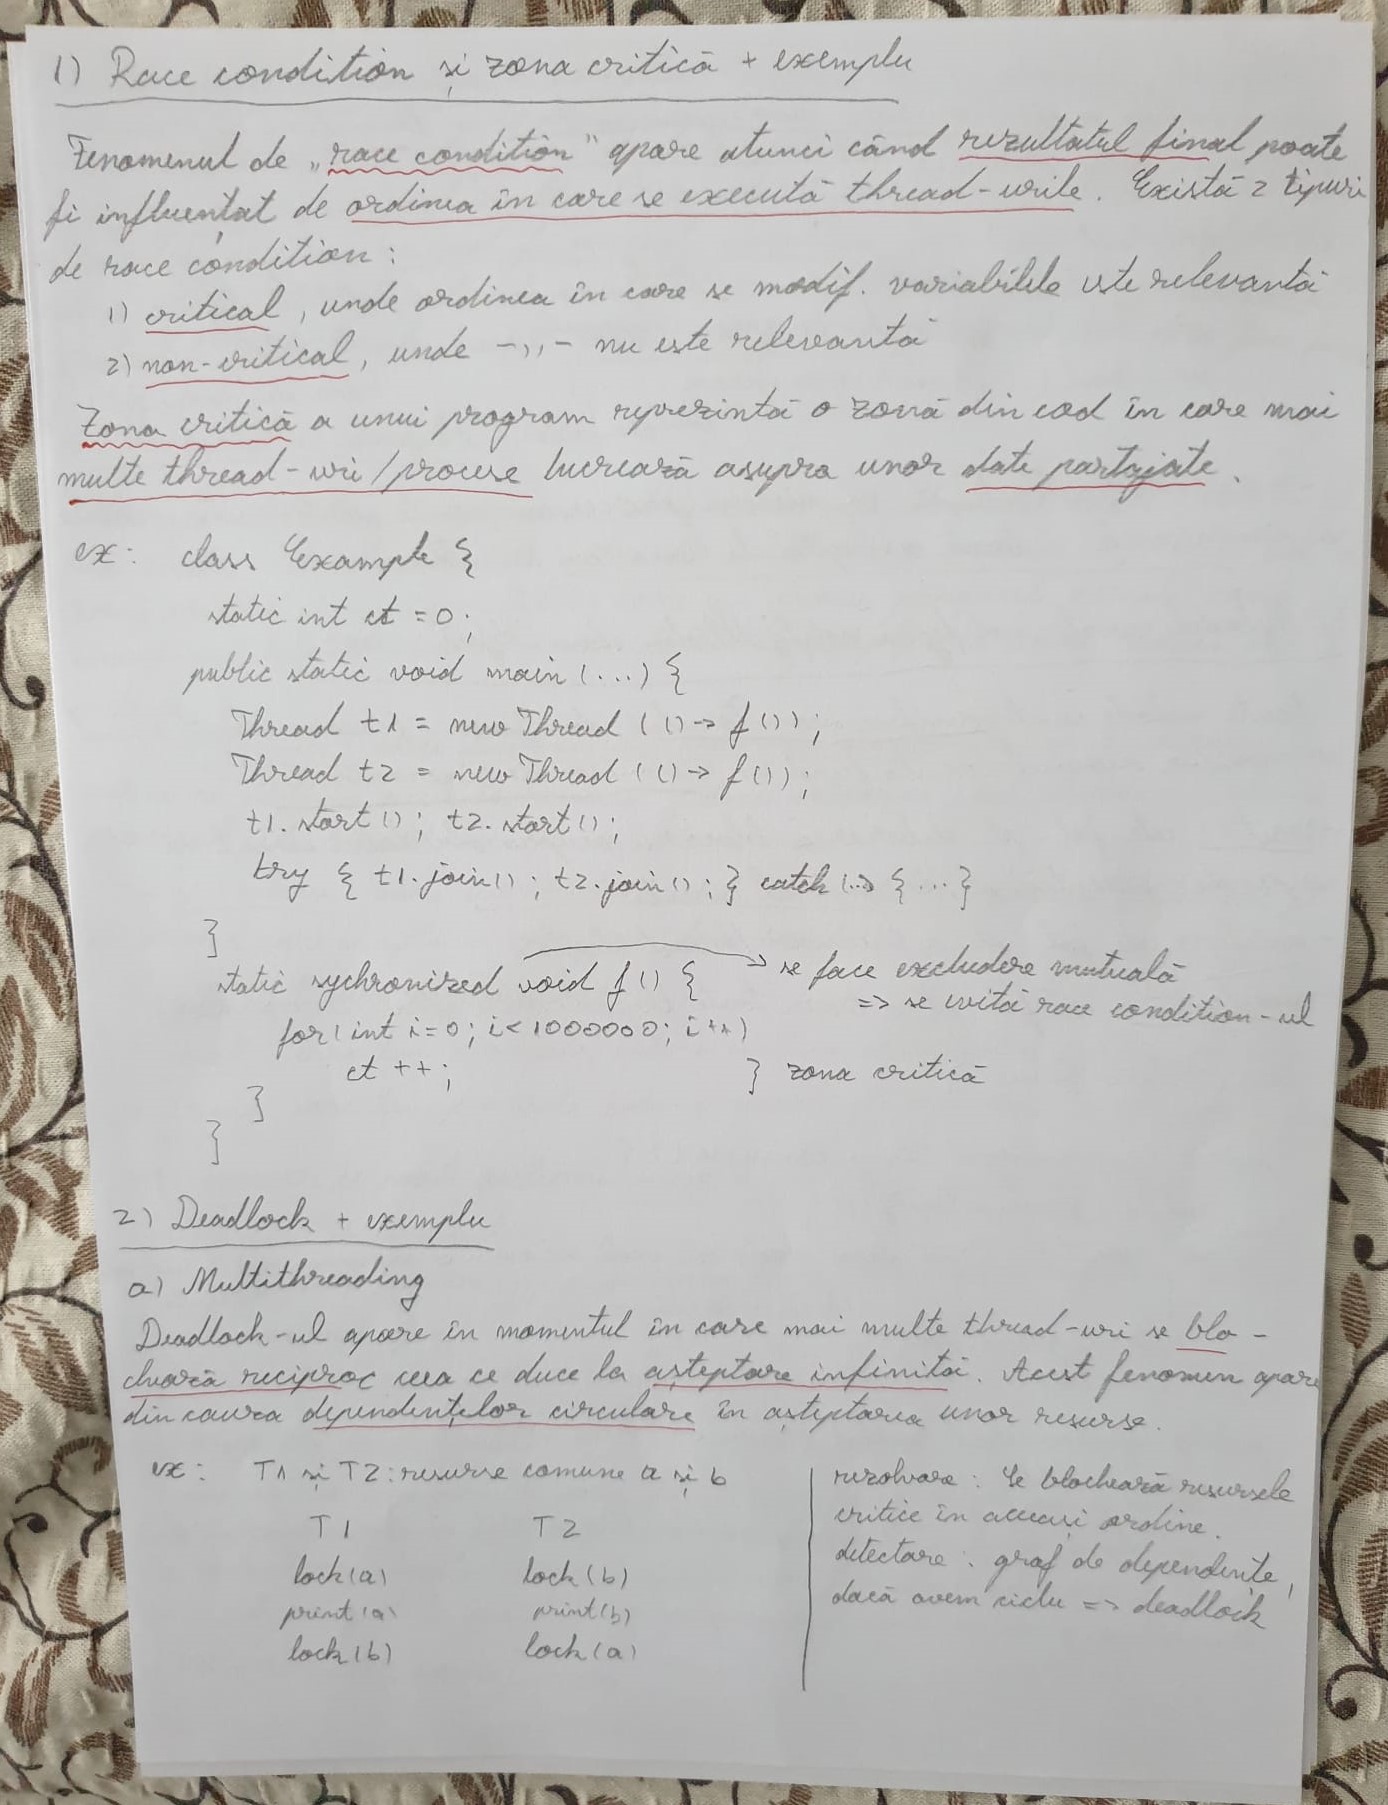 1) Race condition și zona critică + exemplu
Fenomenul de „race condition" apare atunci când rezultatul final poate
fi influențat de ordinea în care se execută thread-urile. Există 2 tipuri
de race condition:
1) critical, unde ordinea în care se modif. variabilele este relevantă
2) non-critical, unde -,,- nu este relevantă
Zona critică a unui program reprezintă o zonă din cod în care mai
multe thread-uri/procese lucrează asupra unor date partajate.
ex: class Example {
static int ct = 0;
public static void main (...) {
Thread t1 = new Thread (() -> f());
Thread t2 = new Thread (() -> f());
t1.start(); t2.start();
try { t1.join(); t2.join(); } catch (...) {...}
}
static sychronized void f() { -> se face excludere mutuală
=> se evită race condition-ul
for(int i=0; i<1000000; i++)
ct ++; } zona critică
}
}
2) Deadlock + exemplu
a) Multithreading
Deadlock-ul apare în momentul în care mai multe thread-uri se blo-
chează reciproc ceea ce duce la așteptare infinită. Acest fenomen apare
din cauza dependențelor circulare în așteptarea unor resurse.
ex: T1 și T2: resurse comune a și b
T1 T2
lock(a) lock(b)
print(a) print(b)
lock(b) lock(a)
rezolvare: Se blochează resursele
critice în aceeași ordine.
detectare: graf de dependențe,
dacă avem ciclu => deadlock